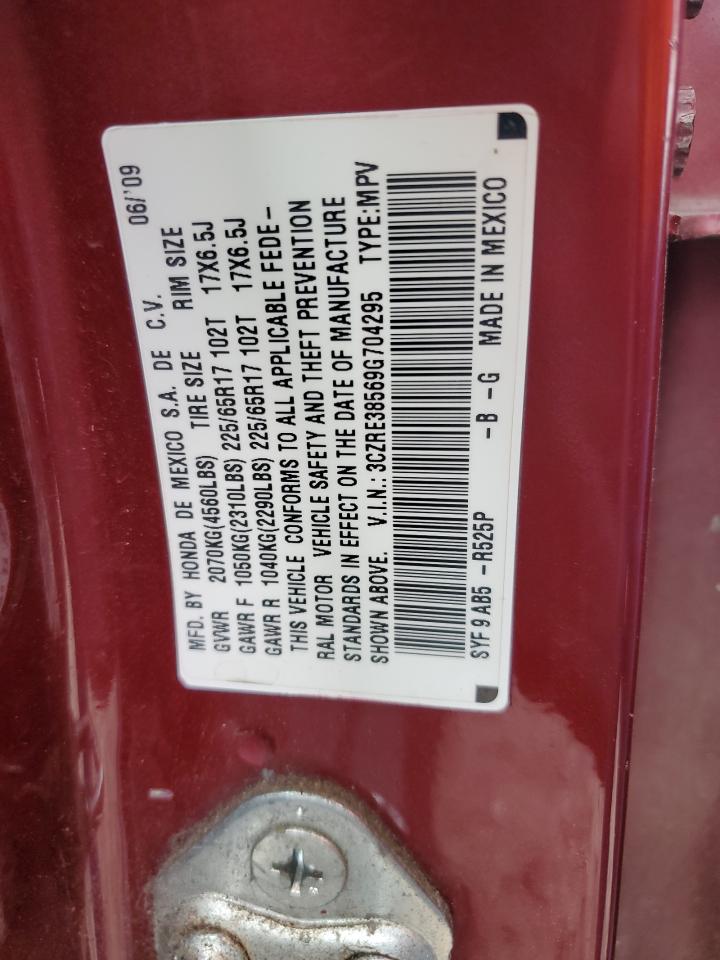 MFD. BY HONDA DE MEXICO S.A. DE C.V. 06/'09
GVWR 2070KG(4560LBS) TIRE SIZE RIM SIZE
GAWR F 1050KG(2310LBS) 225/65R17 102T 17X6.5J
GAWR R 1040KG(2290LBS) 225/65R17 102T 17X6.5J
THIS VEHICLE CONFORMS TO ALL APPLICABLE FEDE-
RAL MOTOR VEHICLE SAFETY AND THEFT PREVENTION
STANDARDS IN EFFECT ON THE DATE OF MANUFACTURE
SHOWN ABOVE. V.I.N.: 3CZRE38569G704295 TYPE:MPV
SYF 9 AB5 -R525P -B -G MADE IN MEXICO